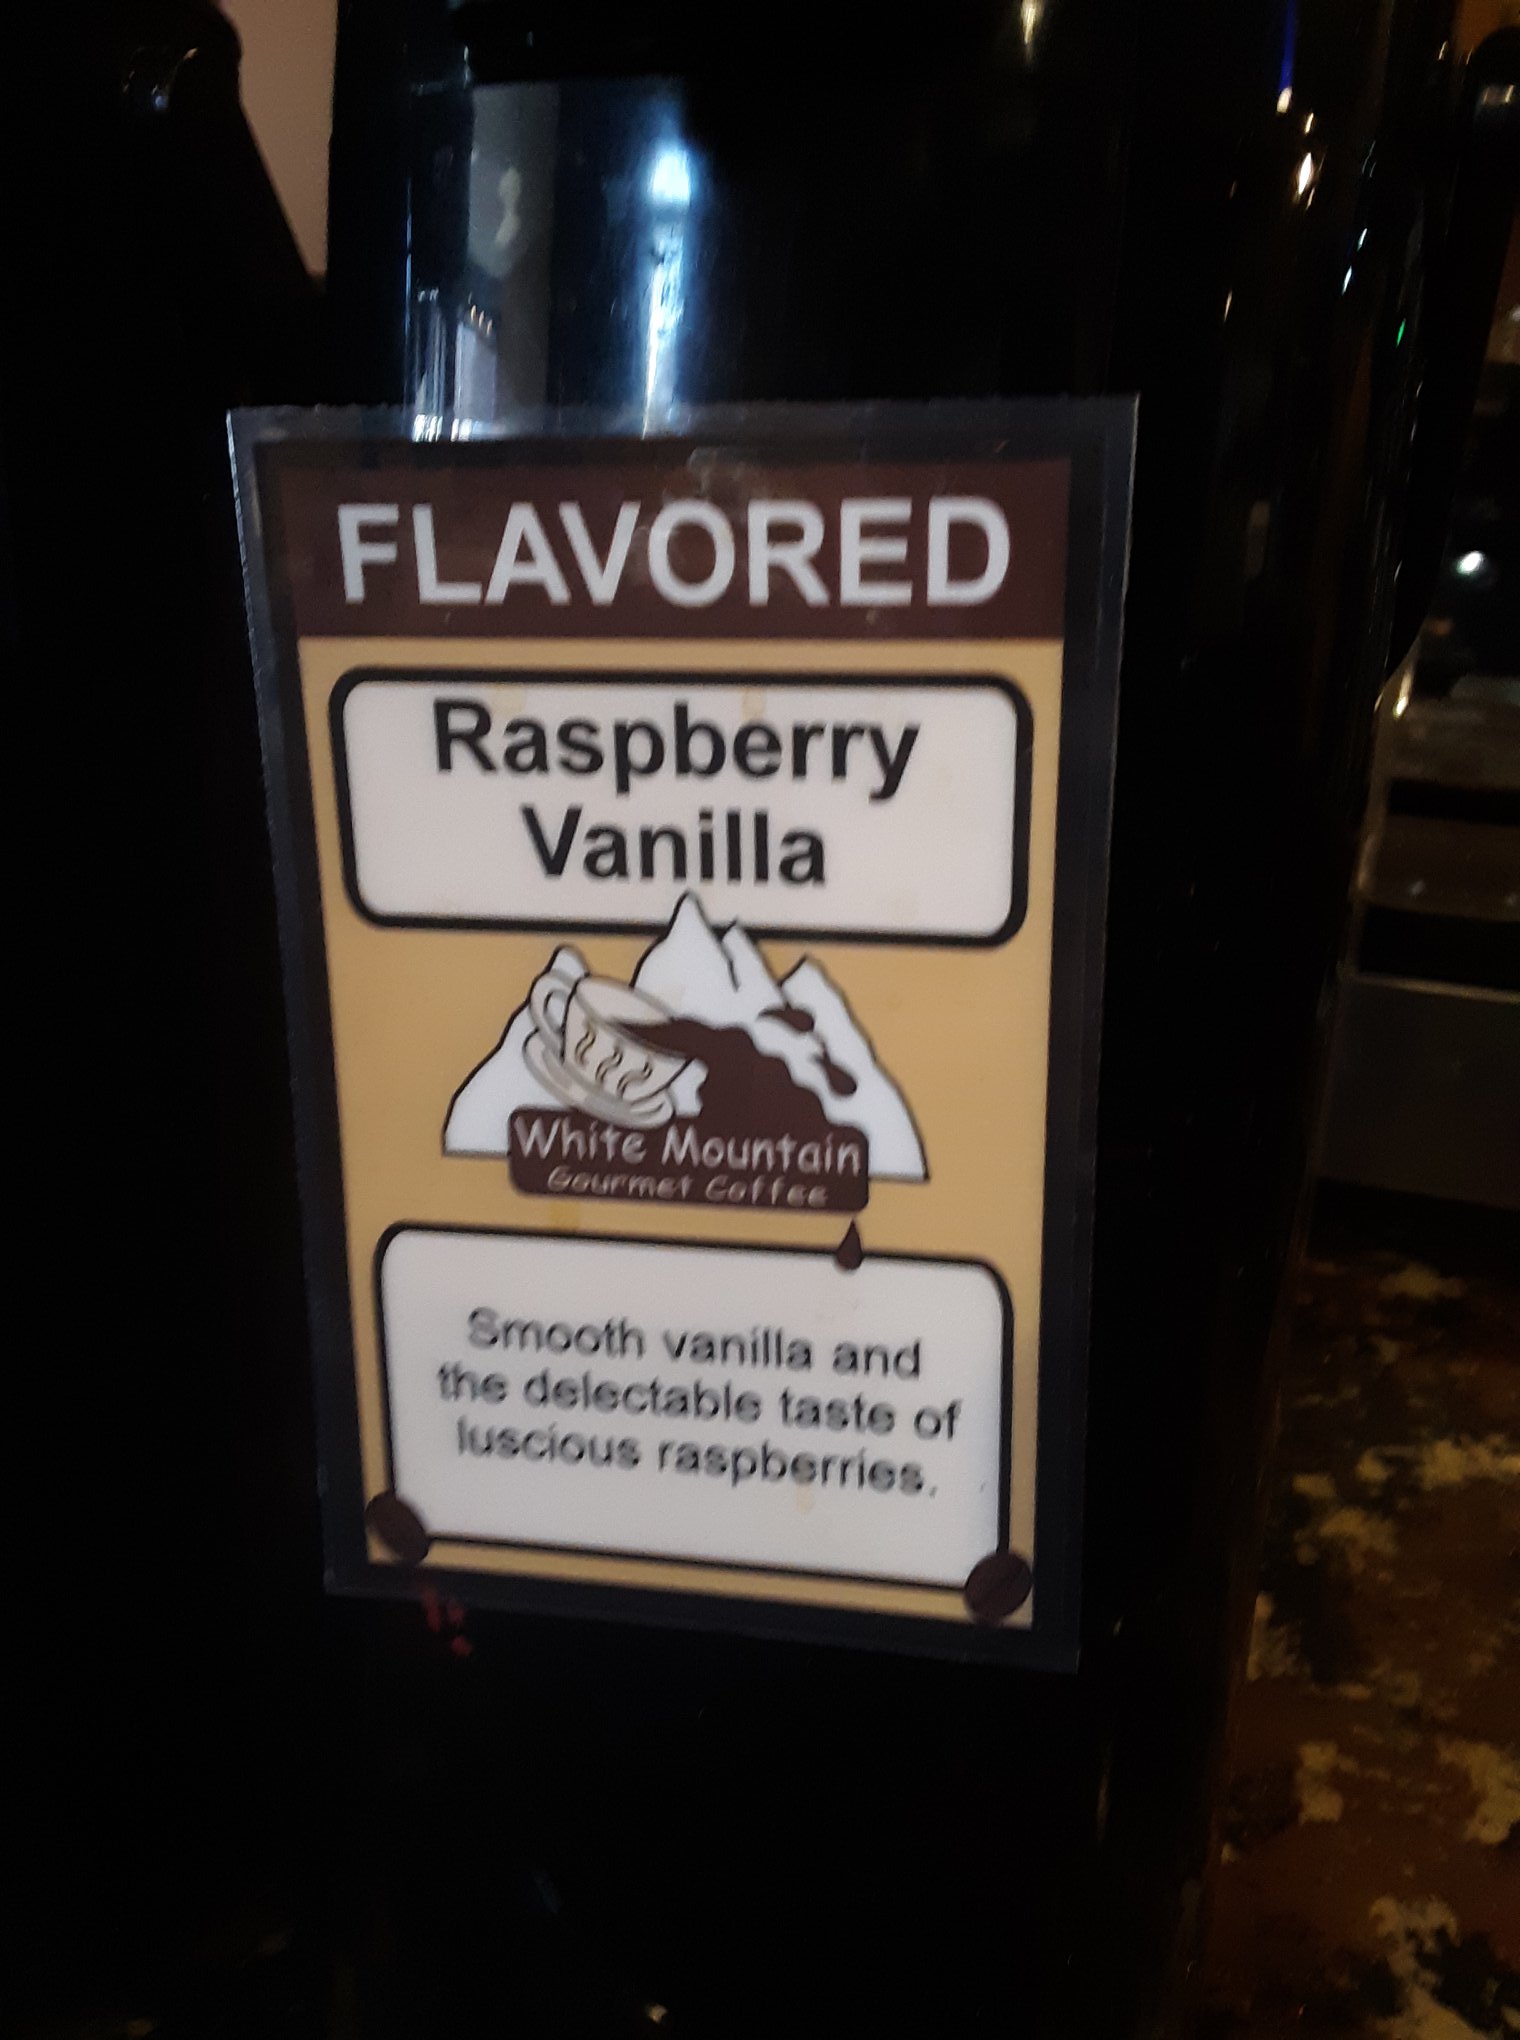 FLAVORED
Raspberry
Vanilla
White Mountain
Gourmet Coffee
Smooth vanilla and
the delectable taste of
luscious raspberries.